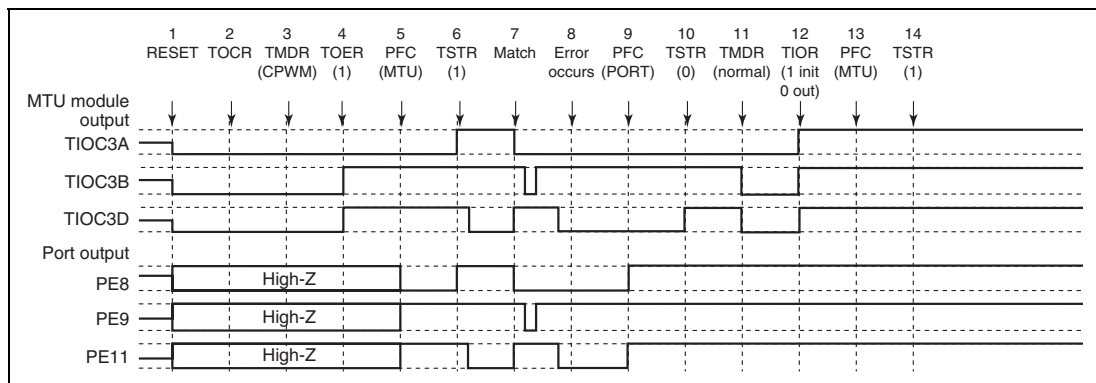 1 2 3 4 5 6 7 8 9 10 11 12 13 14
RESET TOCR TMDR TOER PFC TSTR Match Error PFC TSTR TMDR TIOR PFC TSTR
(CPWM) (1) (MTU) (1) occurs (PORT) (0) (normal) (1 init (MTU) (1)
0 out)
MTU module
output
TIOC3A
TIOC3B
TIOC3D
Port output
PE8 High-Z
PE9 High-Z
PE11 High-Z